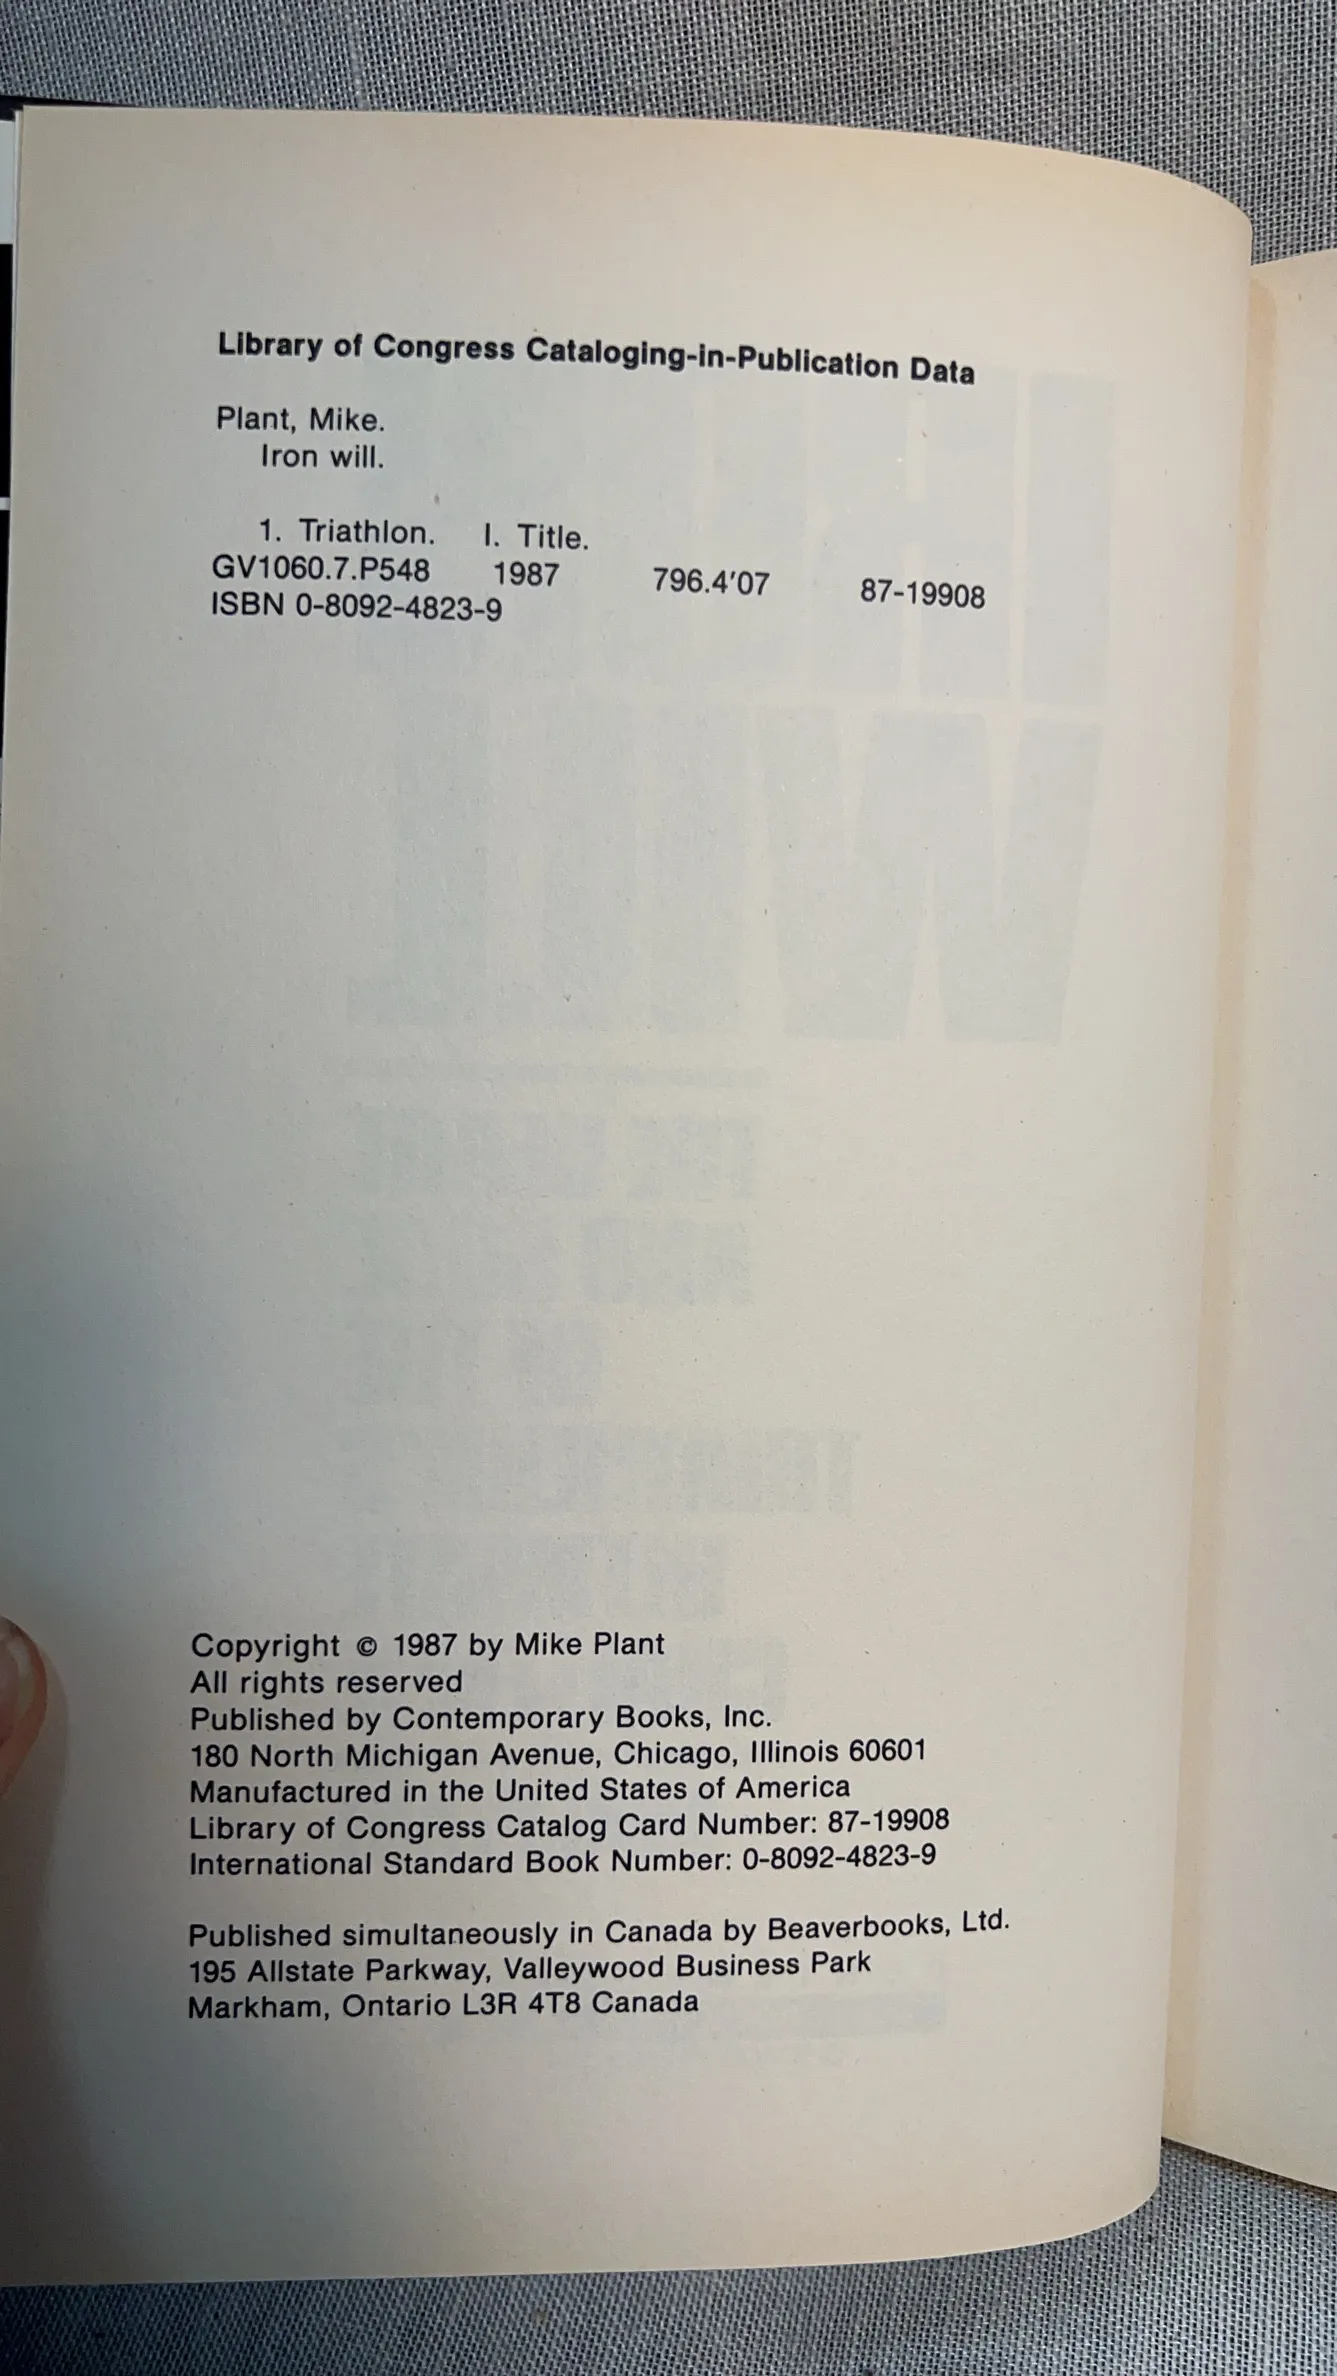 Library of Congress Cataloging-in-Publication Data
Plant, Mike.
Iron will.
1. Triathlon. I. Title.
GV1060.7.P548 1987 796.4'07 87-19908
ISBN 0-8092-4823-9
Copyright © 1987 by Mike Plant
All rights reserved
Published by Contemporary Books, Inc.
180 North Michigan Avenue, Chicago, Illinois 60601
Manufactured in the United States of America
Library of Congress Catalog Card Number: 87-19908
International Standard Book Number: 0-8092-4823-9
Published simultaneously in Canada by Beaverbooks, Ltd.
195 Allstate Parkway, Valleywood Business Park
Markham, Ontario L3R 4T8 Canada